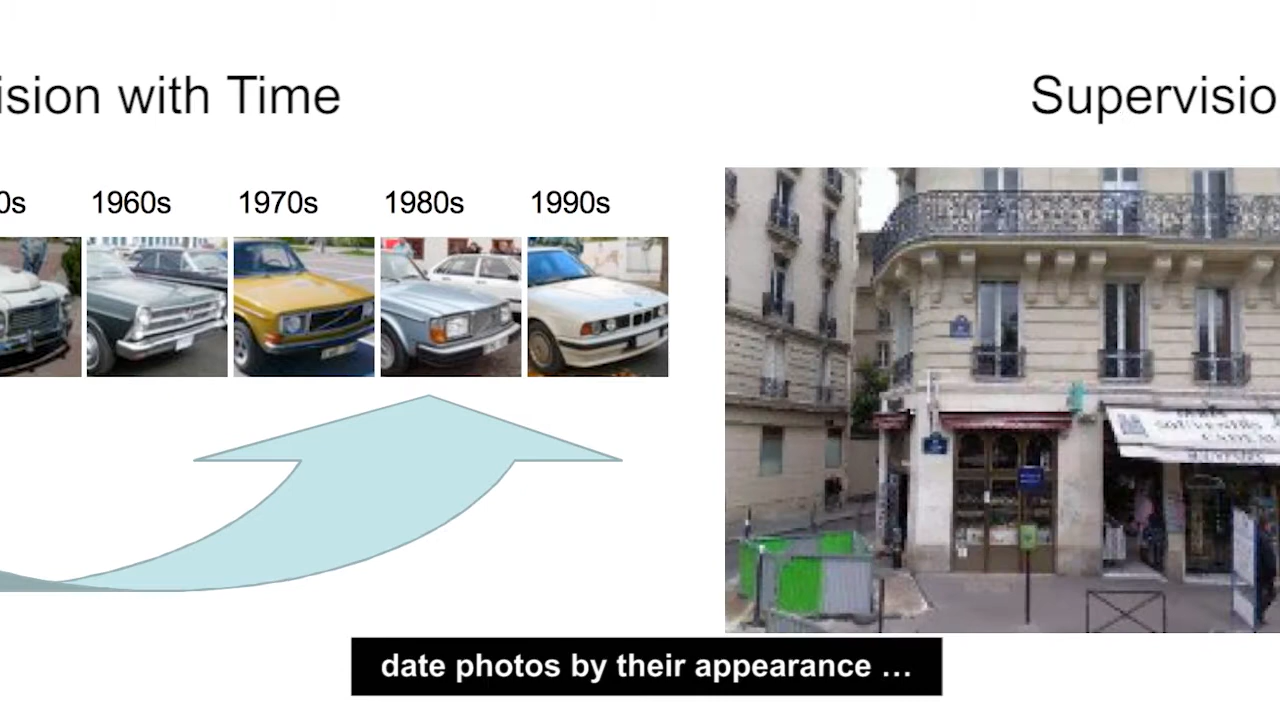 ision with Time
Supervisio
0s 1960s 1970s 1980s 1990s
date photos by their appearance …